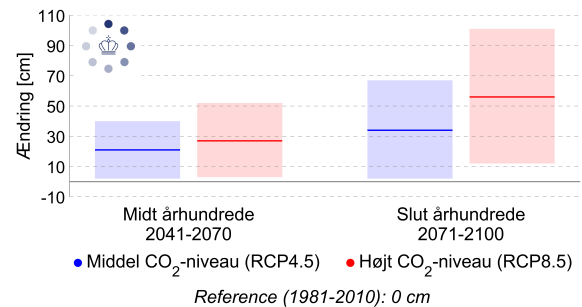 Ændring [cm]
110
90
70
50
30
10
-10
Midt århundrede
2041-2070
Slut århundrede
2071-2100
Middel CO₂-niveau (RCP4.5)
Højt CO₂-niveau (RCP8.5)
Reference (1981-2010): 0 cm